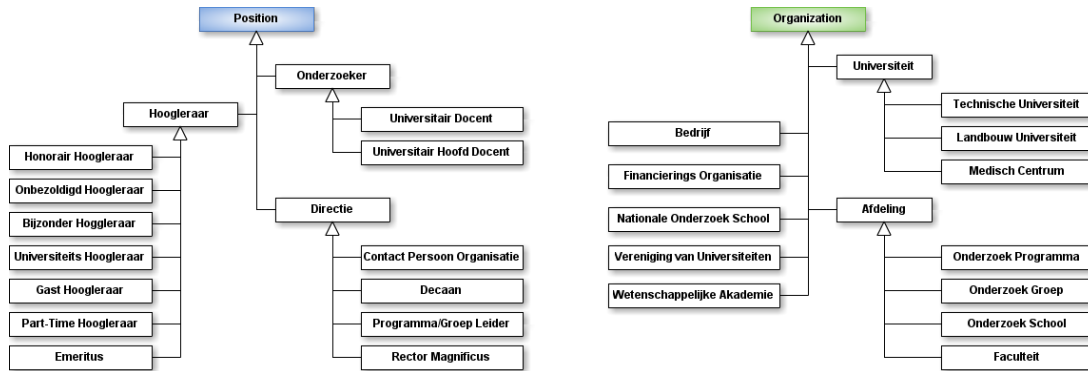 Position
Onderzoeker
Hoogleraar
Universitair Docent
Universitair Hoofd Docent
Honorair Hoogleraar
Onbezoldigd Hoogleraar
Bijzonder Hoggleraar
Universiteits Hoogleraar
Gast Hoogleraar
Part-Time Hoogleraar
Emeritus
Directie
Contact Persoon Organisatie
Decaan
Programma/Groep Leider
Rector Magnificus
Organization
Universiteit
Technische Universiteit
Landbouw Universiteit
Medisch Centrum
Bedrijf
Financierings Organisatie
Nationale Onderzoek School
Vereniging van Universiteiten
Wetenschappelijke Akademie
Afdeling
Onderzoek Programma
Onderzoek Groep
Onderzoek School
Faculteit